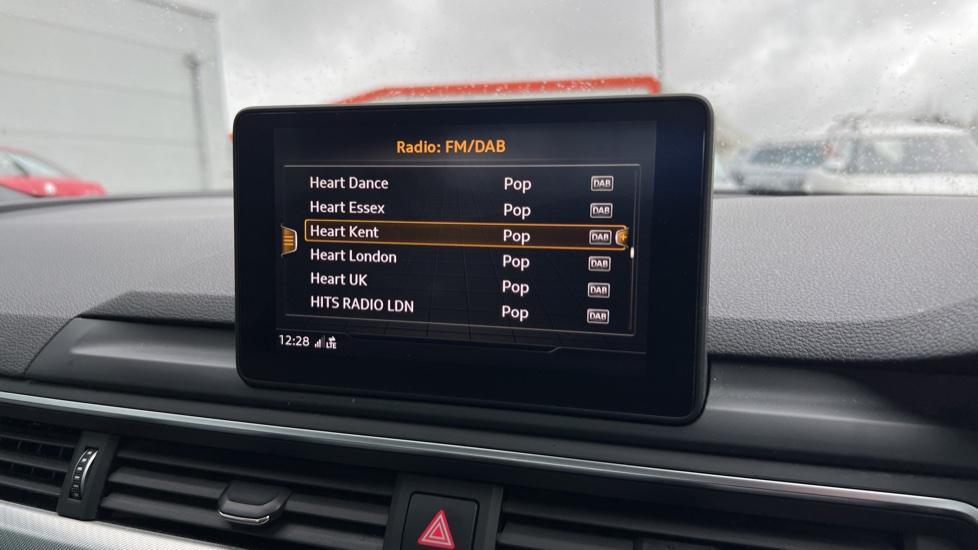 Radio: FM/DAB
Heart Dance Pop DAB
Heart Essex Pop DAB
Heart Kent Pop DAB
Heart London Pop DAB
Heart UK Pop DAB
HITS RADIO LDN Pop DAB
12:28 LTE